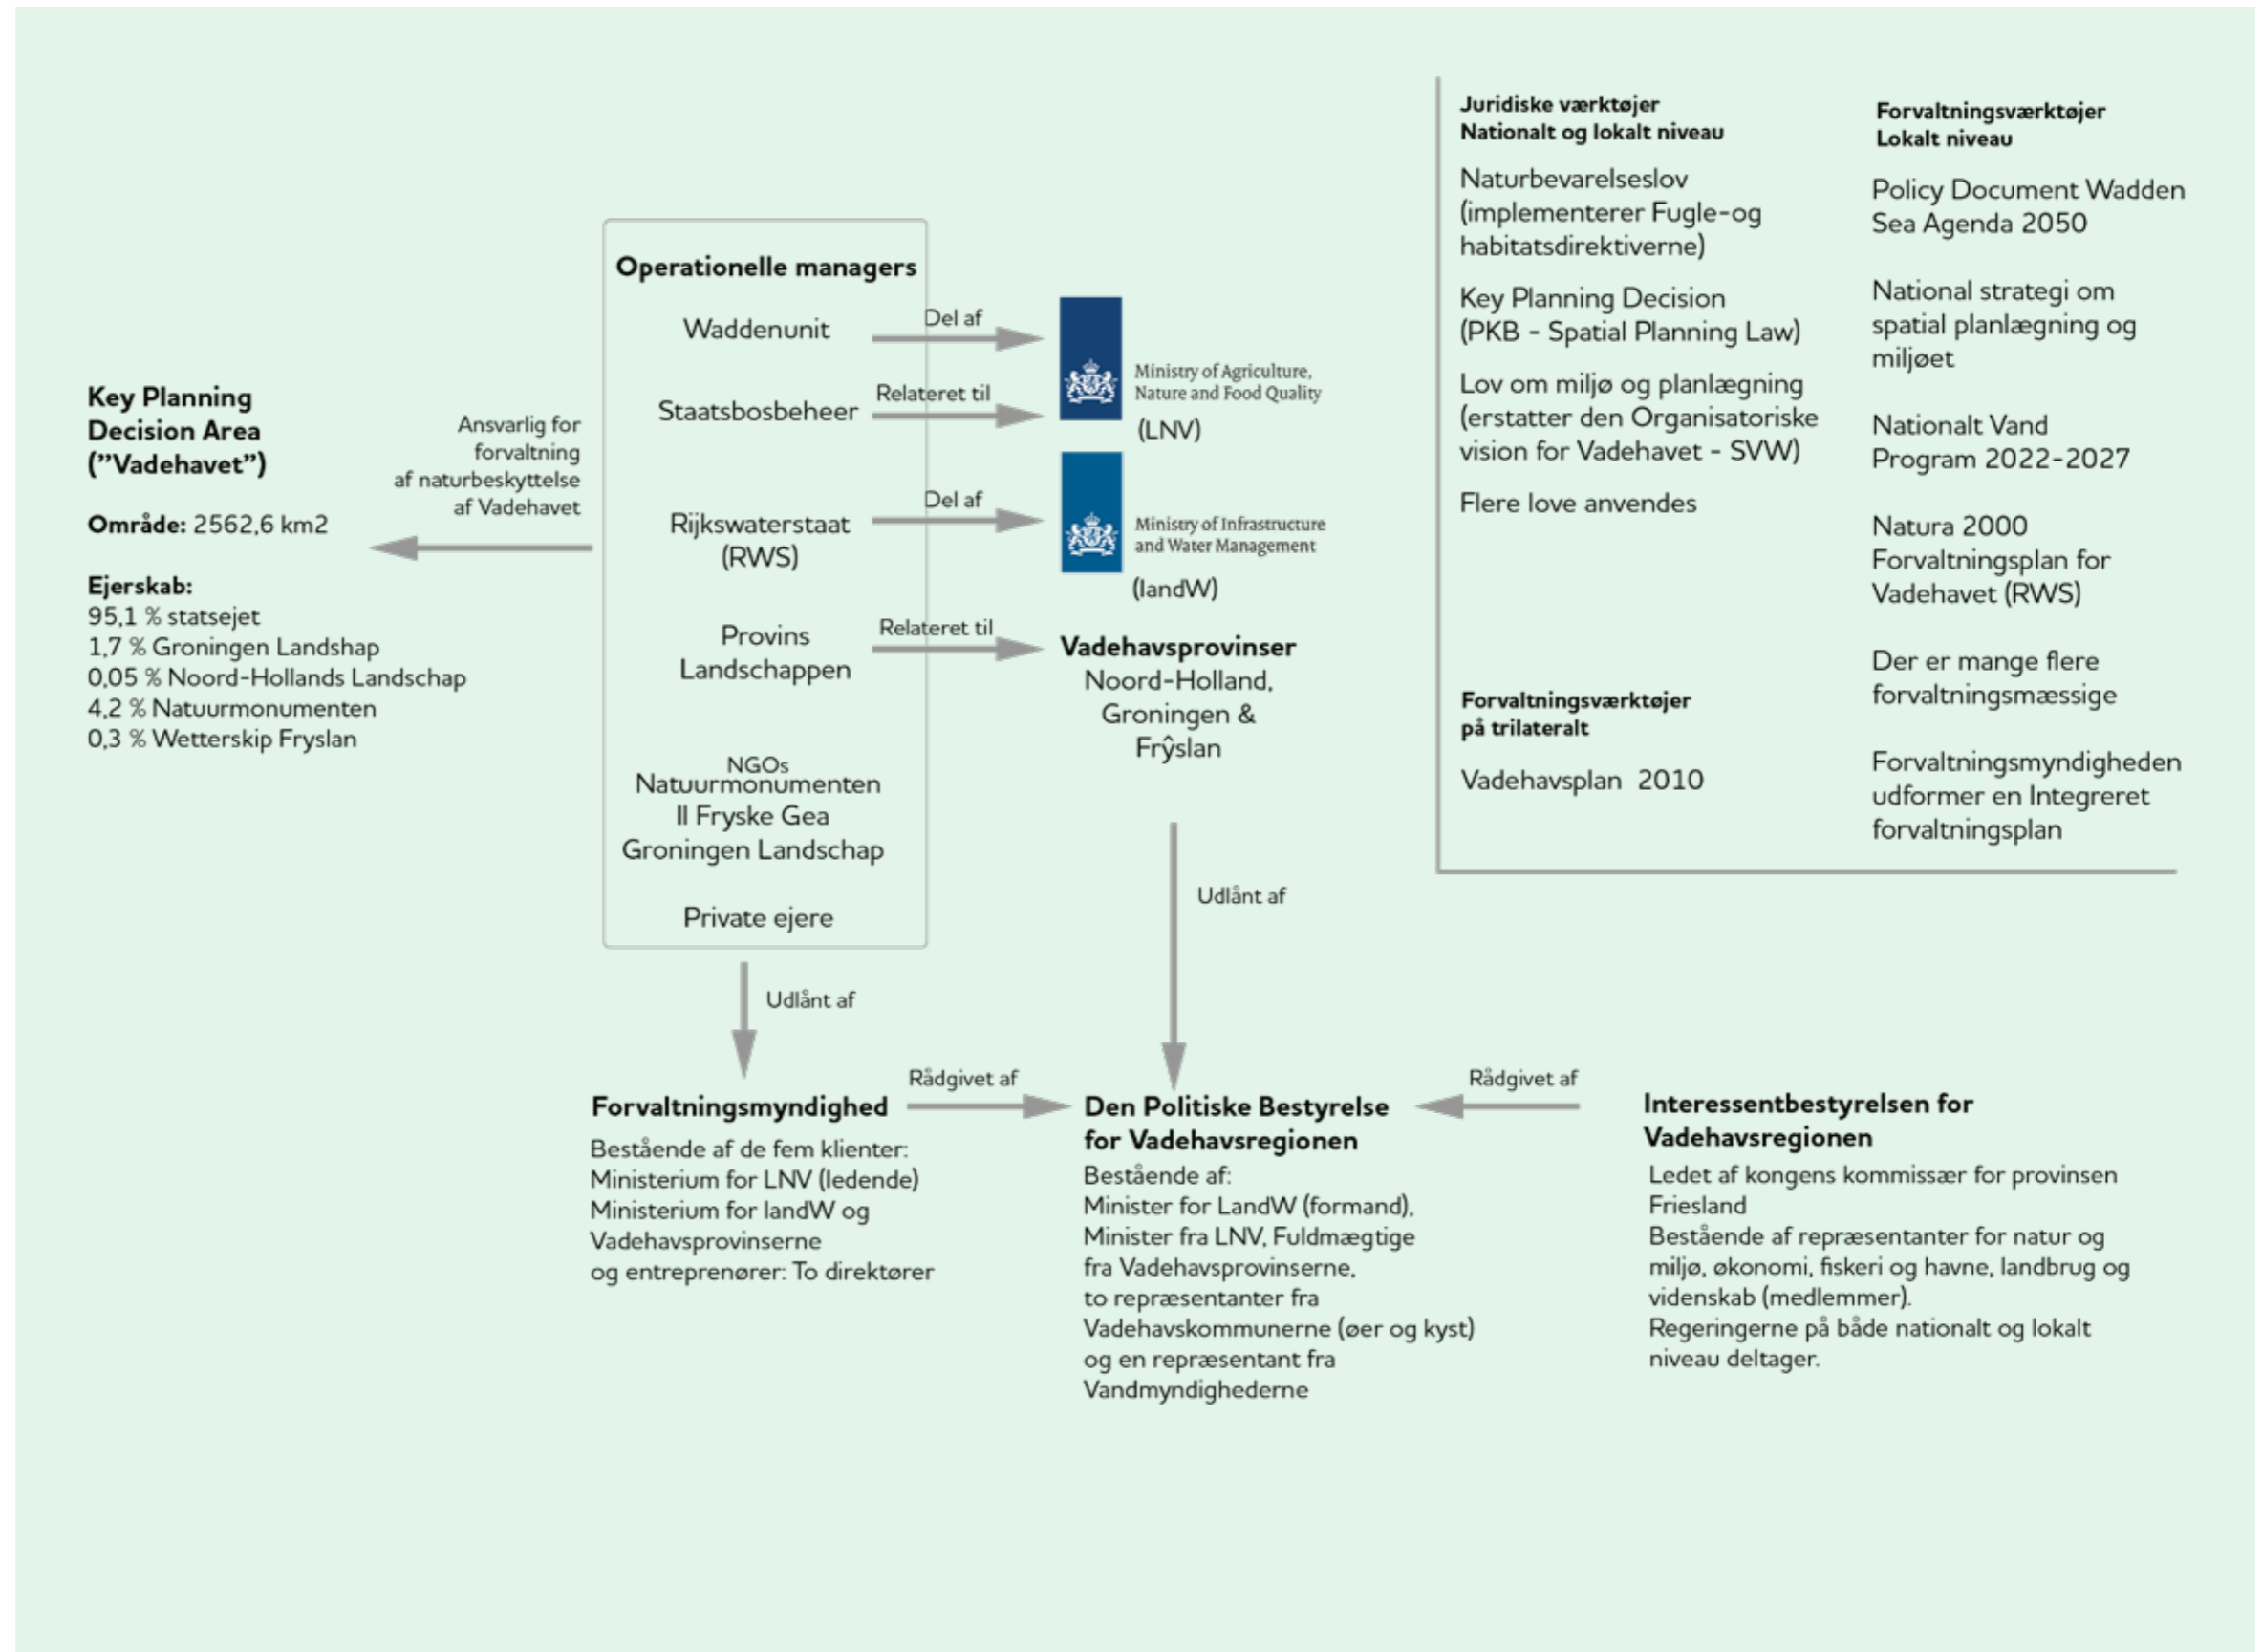 Key Planning
Decision Area
(”Vadehavet”)
Område: 2562,6 km2
Ejerskab:
95,1 % statsejet
1,7 % Groningen Landshap
0,05 % Noord-Hollands Landschap
4,2 % Natuurmonumenten
0,3 % Wetterskip Fryslan
Ansvarlig for
forvaltning
af naturbeskyttelse
af Vadehavet
Operationelle managers
Waddenunit
Staatsbosbeheer
Rijkswaterstaat
(RWS)
Provins
Landschappen
NGOs
Natuurmonumenten
Il Fryske Gea
Groningen Landschap
Private ejere
Del af
Relateret til
Del af
Relateret til
Ministry of Agriculture,
Nature and Food Quality
(LNV)
Ministry of Infrastructure
and Water Management
(IandW)
Vadehavsprovinser
Noord-Holland,
Groningen &
Frŷslan
Udlånt af
Udlånt af
Juridiske værktøjer
Nationalt og lokalt niveau
Naturbevarelseslov
(implementerer Fugle-og
habitatsdirektiverne)
Key Planning Decision
(PKB - Spatial Planning Law)
Lov om miljø og planlægning
(erstatter den Organisatoriske
vision for Vadehavet - SVW)
Flere love anvendes
Forvaltningsværktøjer
på trilateralt
Vadehavsplan 2010
Forvaltningsværktøjer
Lokalt niveau
Policy Document Wadden
Sea Agenda 2050
National strategi om
spatial planlægning og
miljøet
Nationalt Vand
Program 2022-2027
Natura 2000
Forvaltningsplan for
Vadehavet (RWS)
Der er mange flere
forvaltningsmæssige
Forvaltningsmyndigheden
udformer en Integreret
forvaltningsplan
Forvaltningsmyndighed
Bestående af de fem klienter:
Ministerium for LNV (ledende)
Ministerium for IandW og
Vadehavsprovinserne
og entreprenører: To direktører
Rådgivet af
Den Politiske Bestyrelse
for Vadehavsregionen
Bestående af:
Minister for LandW (formand),
Minister fra LNV, Fuldmægtige
fra Vadehavsprovinserne,
to repræsentanter fra
Vadehavskommunerne (øer og kyst)
og en repræsentant fra
Vandmyndighederne
Rådgivet af
Interessentbestyrelsen for
Vadehavsregionen
Ledet af kongens kommissær for provinsen
Friesland
Bestående af repræsentanter for natur og
miljø, økonomi, fiskeri og havne, landbrug og
videnskab (medlemmer).
Regeringerne på både nationalt og lokalt
niveau deltager.